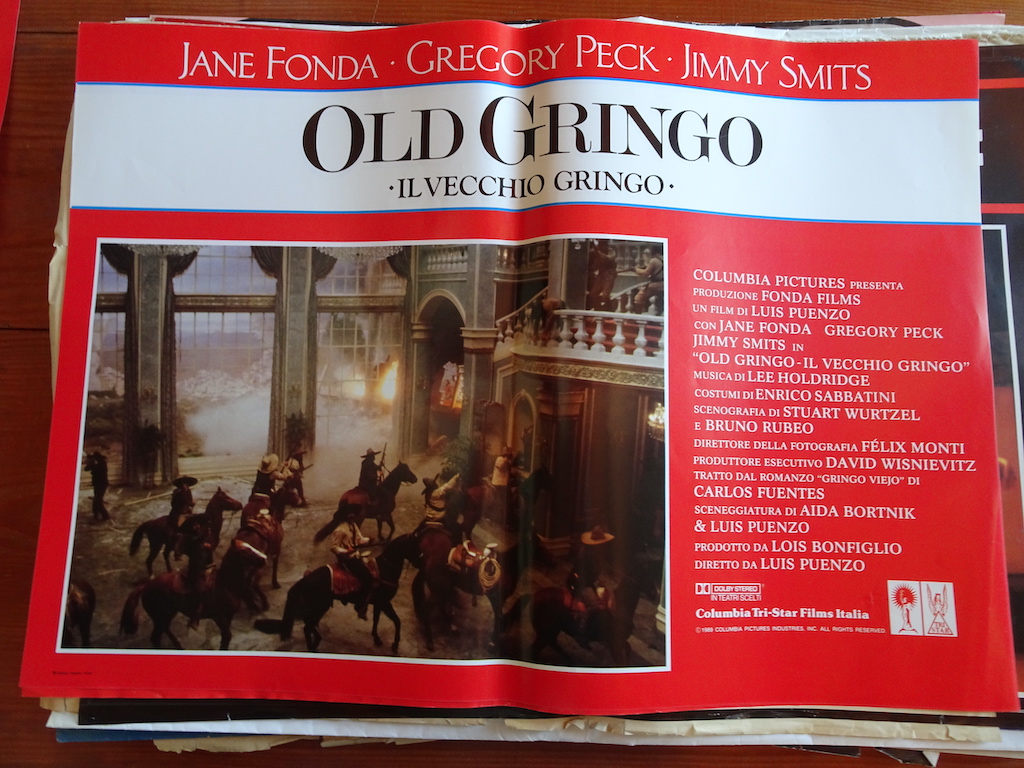 JANE FONDA · GREGORY PECK · JIMMY SMITS
OLD GRINGO
·IL VECCHIO GRINGO·
COLUMBIA PICTURES PRESENTA
PRODUZIONE FONDA FILMS
UN FILM DI LUIS PUENZO
CON JANE FONDA GREGORY PECK
JIMMY SMITS IN
“OLD GRINGO-IL VECCHIO GRINGO”
MUSICA DI LEE HOLDRIDGE
COSTUMI DI ENRICO SABBATINI
SCENOGRAFIA DI STUART WURTZEL
E BRUNO RUBEO
DIRETTORE DELLA FOTOGRAFIA FÉLIX MONTI
PRODUTTORE ESECUTIVO DAVID WISNIEVITZ
TRATTO DAL ROMANZO “GRINGO VIEJO” DI
CARLOS FUENTES
SCENEGGIATURA DI AIDA BORTNIK
& LUIS PUENZO
PRODOTTO DA LOIS BONFIGLIO
DIRETTO DA LUIS PUENZO
DOLBY STEREO
IN TEATRI SCELTI
Columbia Tri-Star Films Italia
TRI STAR
©1989 COLUMBIA PICTURES INDUSTRIES, INC. ALL RIGHTS RESERVED